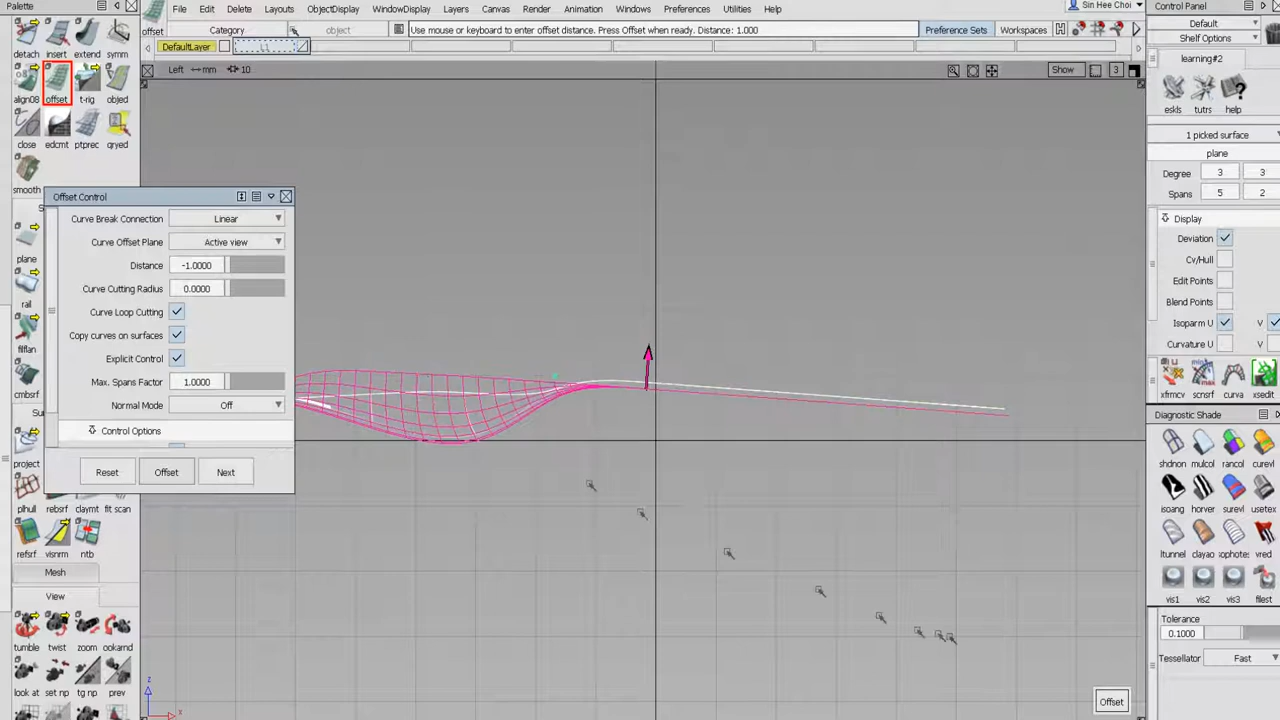 Palette
File
Edit
Delete
Layouts
ObjectDisplay
WindowDisplay
Layers
Canvas
Render
Animation
Windows
Preferences
Utilities
Help
Sin Hee Choi
Control Panel
offset
Category
object
Use mouse or keyboard to enter offset distance. Press Offset when ready. Distance: 1.000
Preference Sets
Workspaces
Default
Shelf Options
DefaultLayer
L1
learning#2
detach
insert
extend
symm
Left
mm
10
Show
3
align08
offset
t-rig
objed
eskls
tutrs
help
close
edcmt
ptprec
qryed
1 picked surface
plane
Degree
3
3
Spans
5
2
smooth
Offset Control
Curve Break Connection
Linear
Curve Offset Plane
Active view
Distance
-1.0000
Curve Cutting Radius
0.0000
Curve Loop Cutting
Copy curves on surfaces
Explicit Control
Max. Spans Factor
1.0000
Normal Mode
Off
Control Options
Reset
Offset
Next
plane
rail
flflan
cmbsrf
project
plhull
rebsrf
claymt
fit scan
refsrf
visnrm
ntb
Mesh
View
tumble
twist
zoom
lookarnd
look at
set np
tg np
prev
Display
Deviation
Cv/Hull
Edit Points
Blend Points
Isoparm U
V
Curvature U
V
xfrmcv
scnsrf
curva
xsedit
Diagnostic Shade
shdnon
mulcol
rancol
curevl
isoang
horver
surevl
usetex
ltunnel
clayao
isophotes
firesl
vis1
vis2
vis3
filest
Tolerance
0.1000
Tessellator
Fast
z
x
Offset